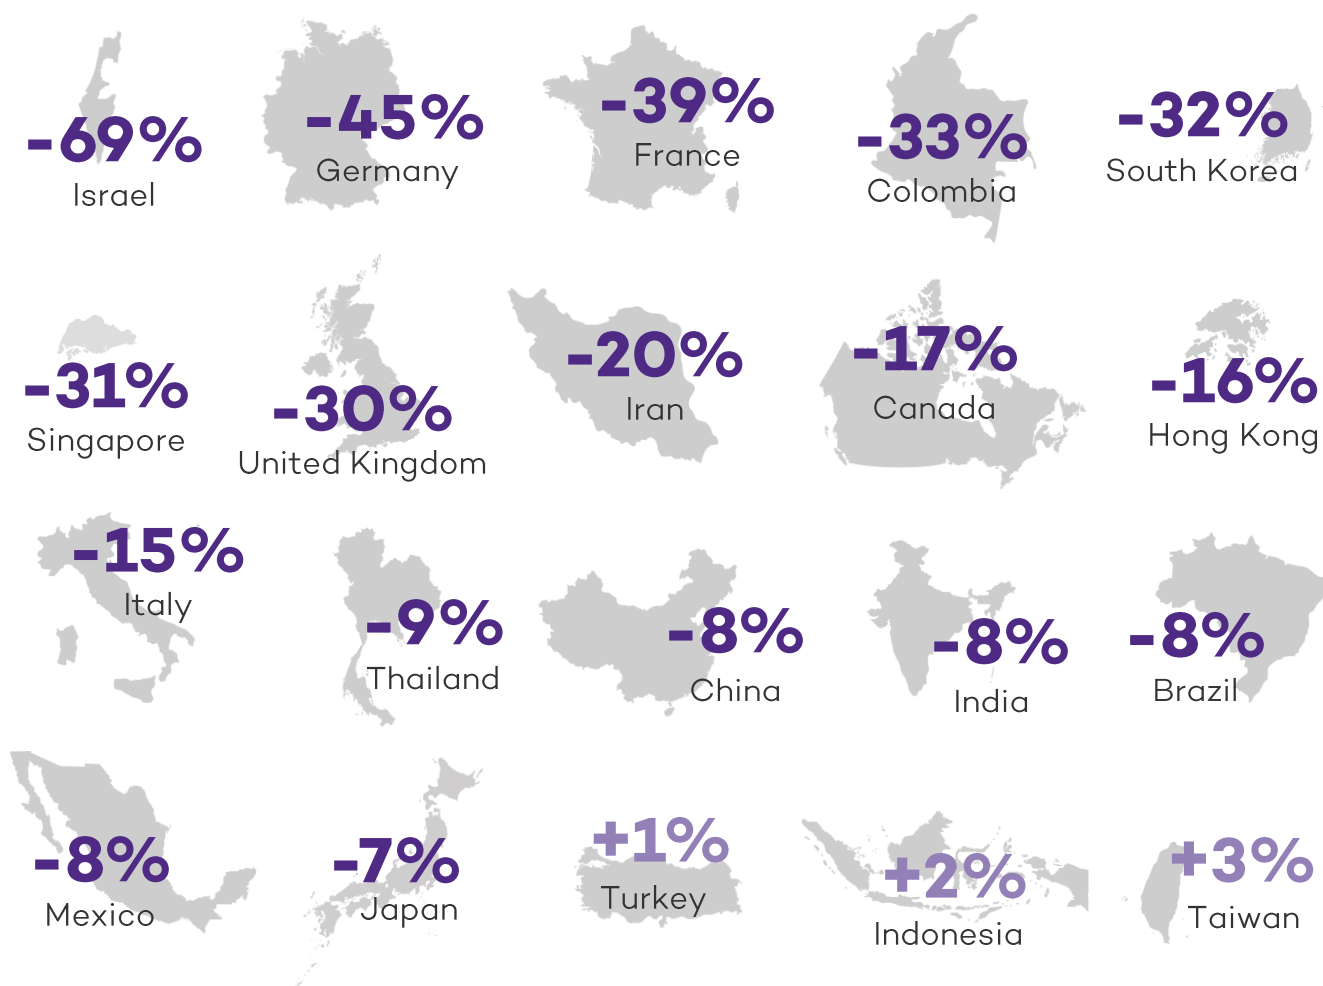 -69%
Israel
-45%
Germany
-39%
France
-33%
Colombia
-32%
South Korea
-31%
Singapore
-30%
United Kingdom
-20%
Iran
-17%
Canada
-16%
Hong Kong
-15%
Italy
-9%
Thailand
-8%
China
-8%
India
-8%
Brazil
-8%
Mexico
-7%
Japan
+1%
Turkey
+2%
Indonesia
+3%
Taiwan